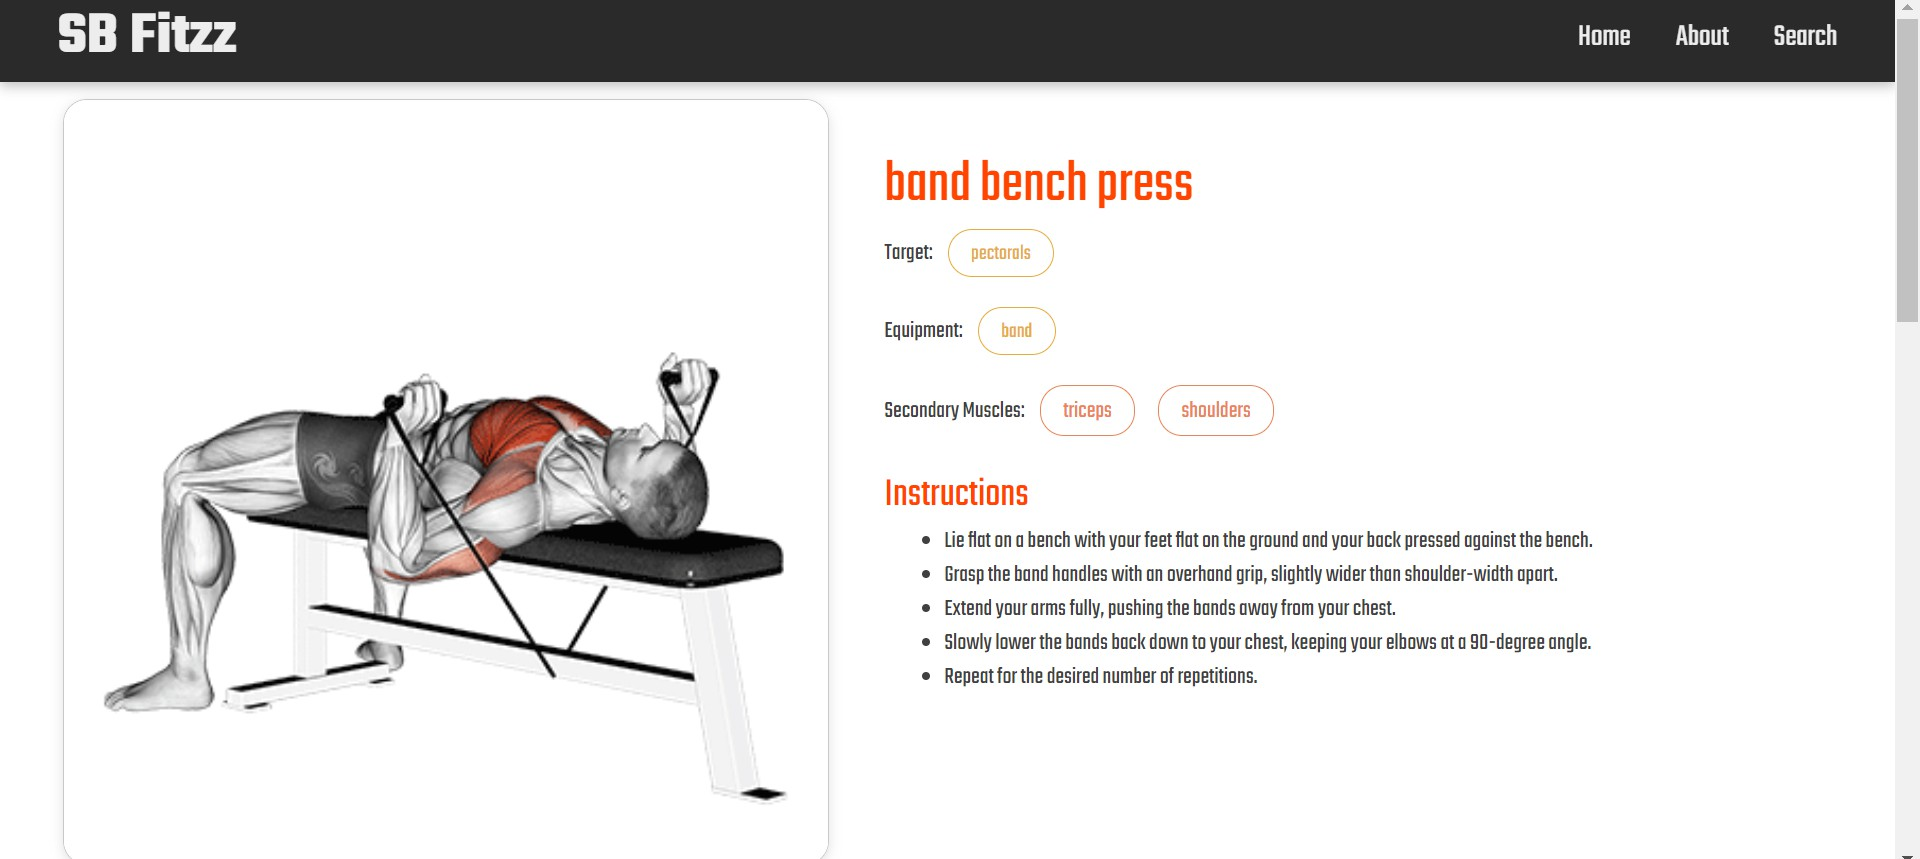 SB Fitzz
Home About Search
band bench press
Target: pectorals
Equipment: band
Secondary Muscles: triceps shoulders
Instructions
Lie flat on a bench with your feet flat on the ground and your back pressed against the bench.
Grasp the band handles with an overhand grip, slightly wider than shoulder-width apart.
Extend your arms fully, pushing the bands away from your chest.
Slowly lower the bands back down to your chest, keeping your elbows at a 90-degree angle.
Repeat for the desired number of repetitions.